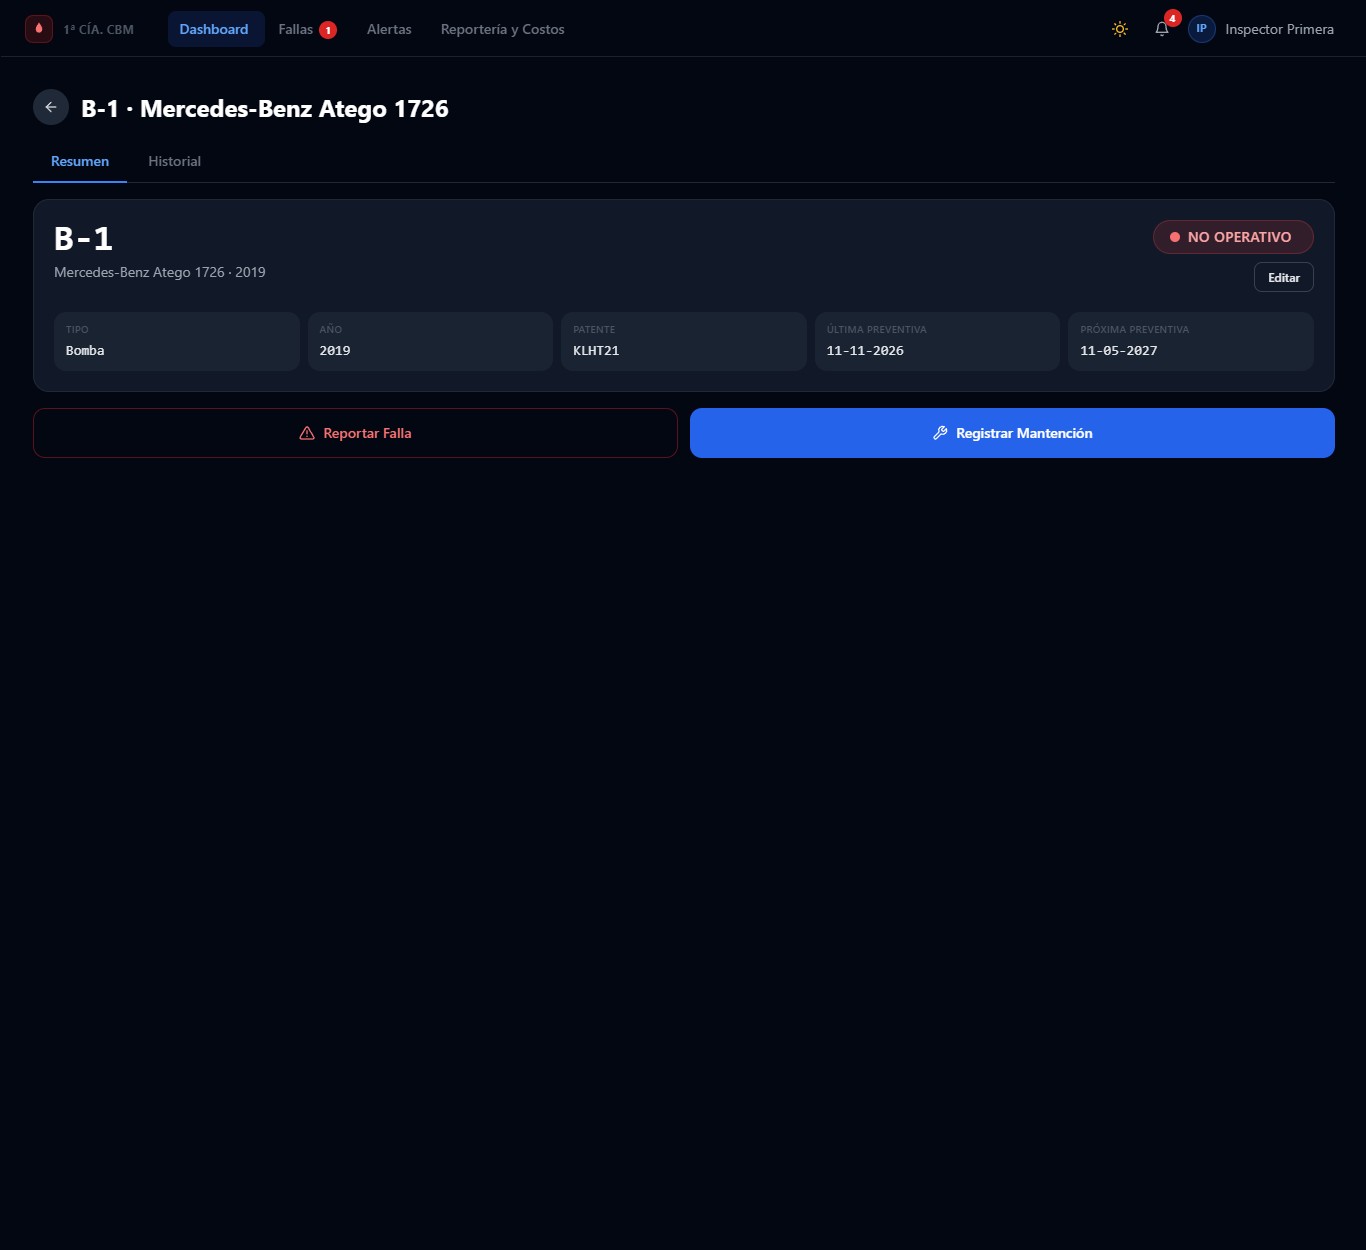 1ª CÍA. CBM Dashboard Fallas 1 Alertas Reportería y Costos 4 IP Inspector Primera
B-1 · Mercedes-Benz Atego 1726
Resumen Historial
B-1
NO OPERATIVO
Mercedes-Benz Atego 1726 · 2019
Editar
TIPO AÑO PATENTE ÚLTIMA PREVENTIVA PRÓXIMA PREVENTIVA
Bomba 2019 KLHT21 11-11-2026 11-05-2027
Reportar Falla Registrar Mantención